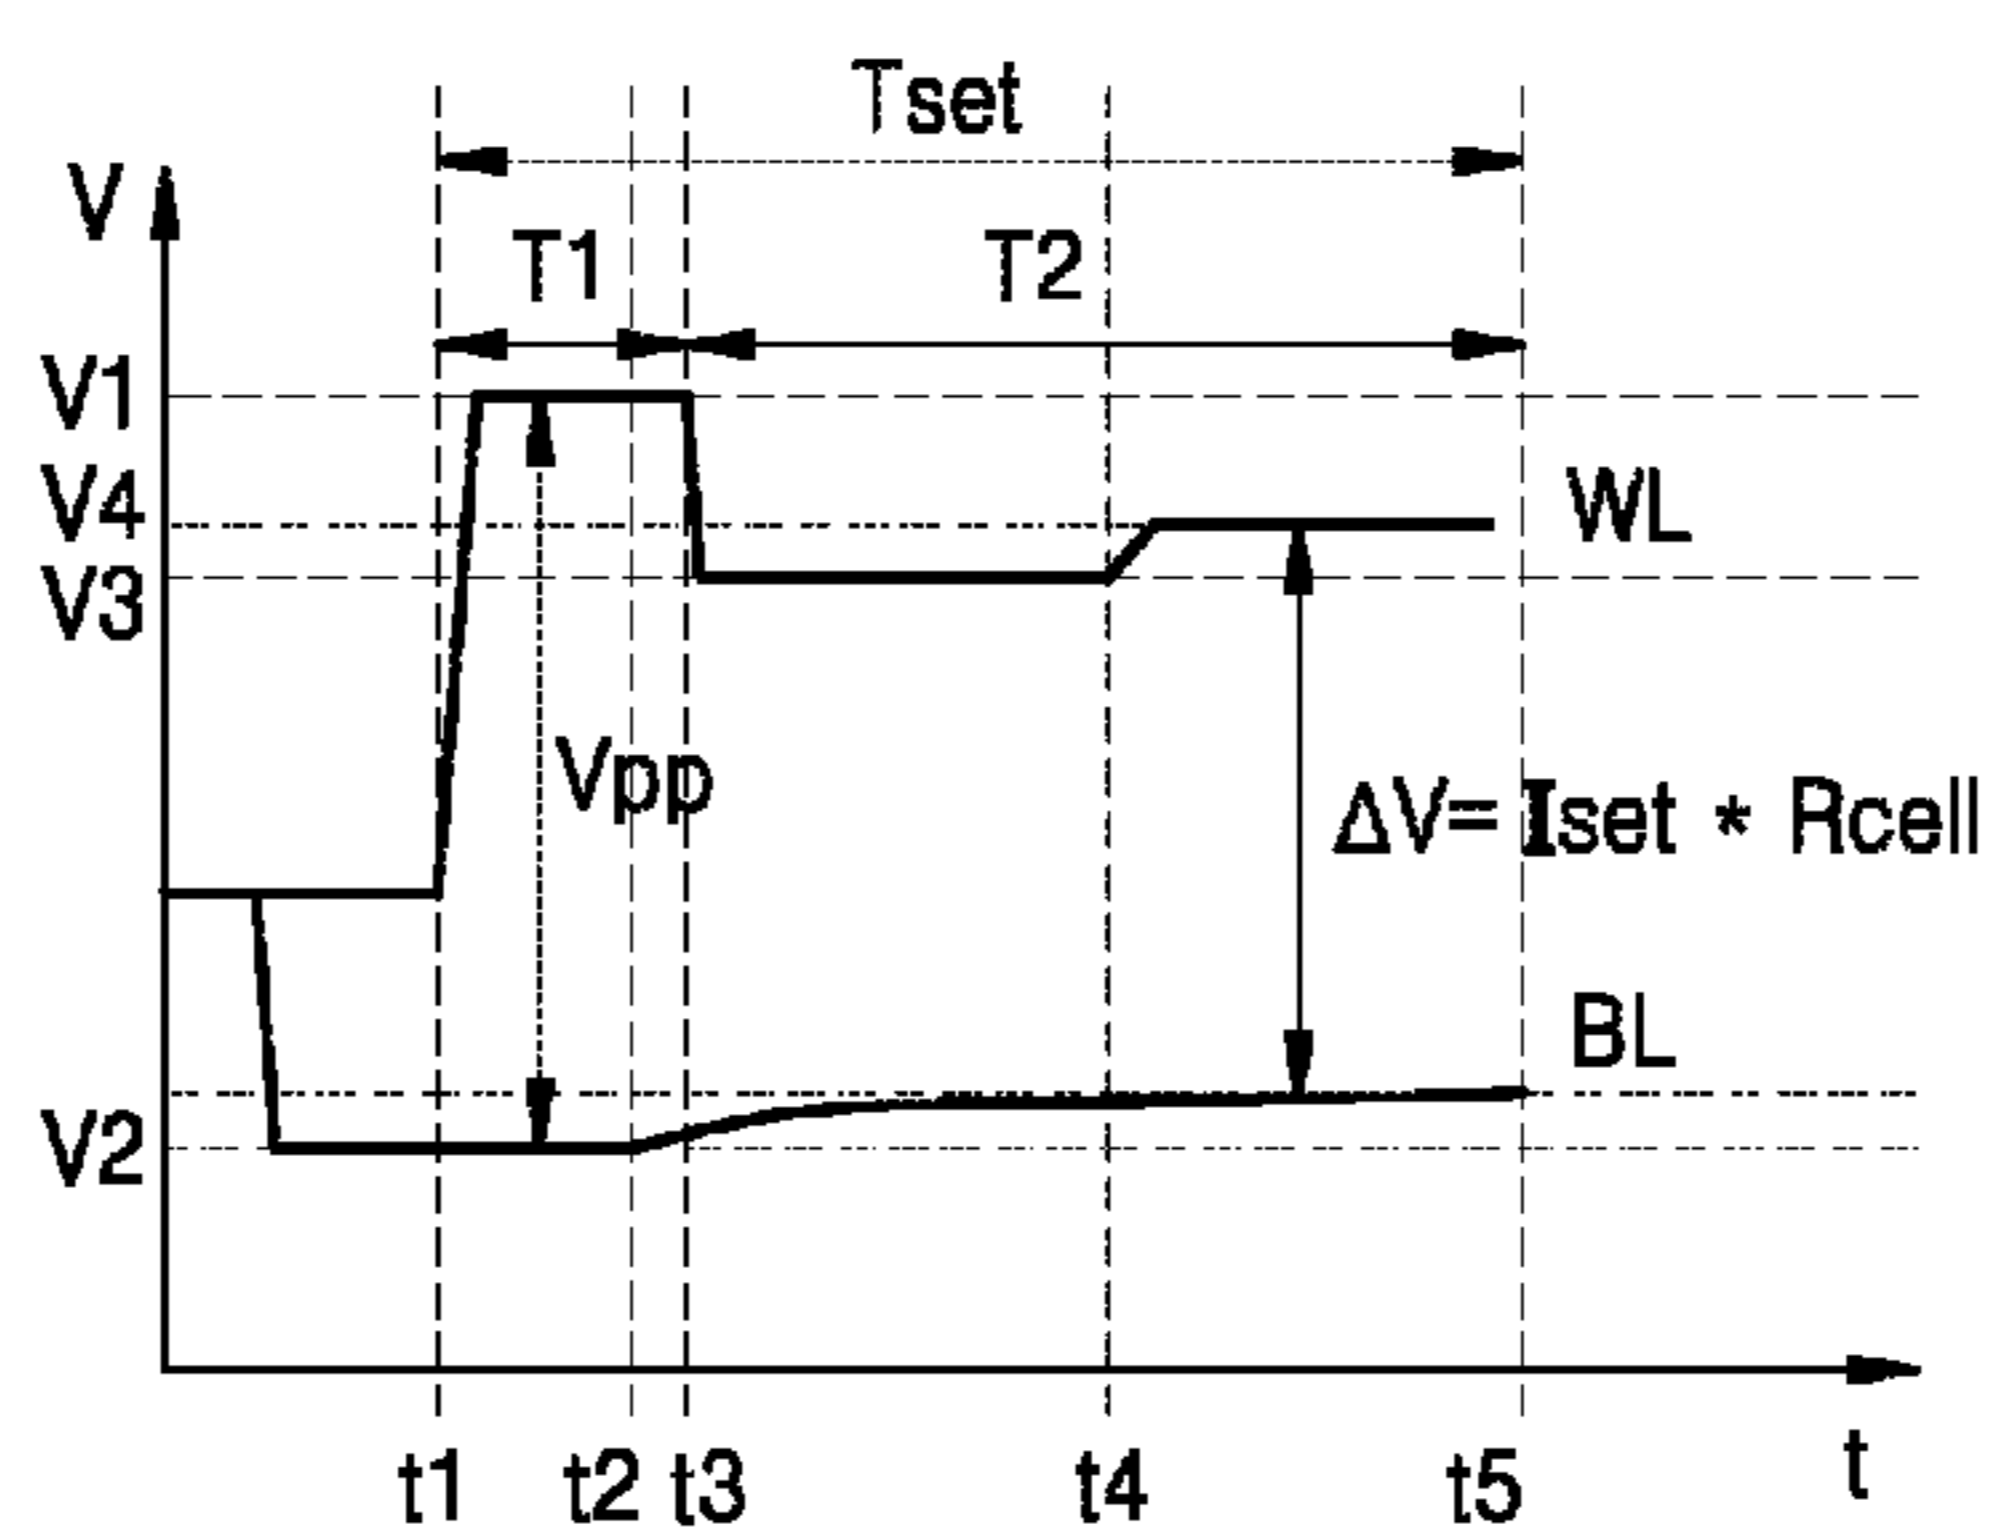 Tset
V
T1
T2
V1
V4
WL
V3
Vpp
ΔV= Iset * Rcell
BL
V2
t1
t2
t3
t4
t5
t